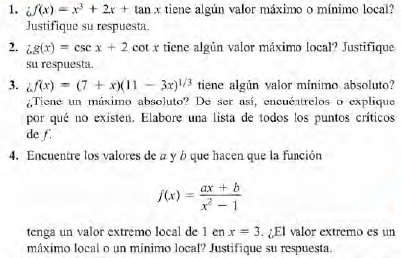 1. ¿f(x) = x³ + 2x + tan x tiene algún valor máximo o mínimo local?
Justifique su respuesta.
2. ¿g(x) = csc x + 2 cot x tiene algún valor máximo local? Justifique
su respuesta.
3. ¿f(x) = (7 + x)(11 − 3x)^{1/3} tiene algún valor mínimo absoluto?
¿Tiene un máximo absoluto? De ser así, encuéntrelos o explique
por qué no existen. Elabore una lista de todos los puntos críticos
de f.
4. Encuentre los valores de a y b que hacen que la función
f(x) = (ax + b)/(x² − 1)
tenga un valor extremo local de 1 en x = 3. ¿El valor extremo es un
máximo local o un mínimo local? Justifique su respuesta.